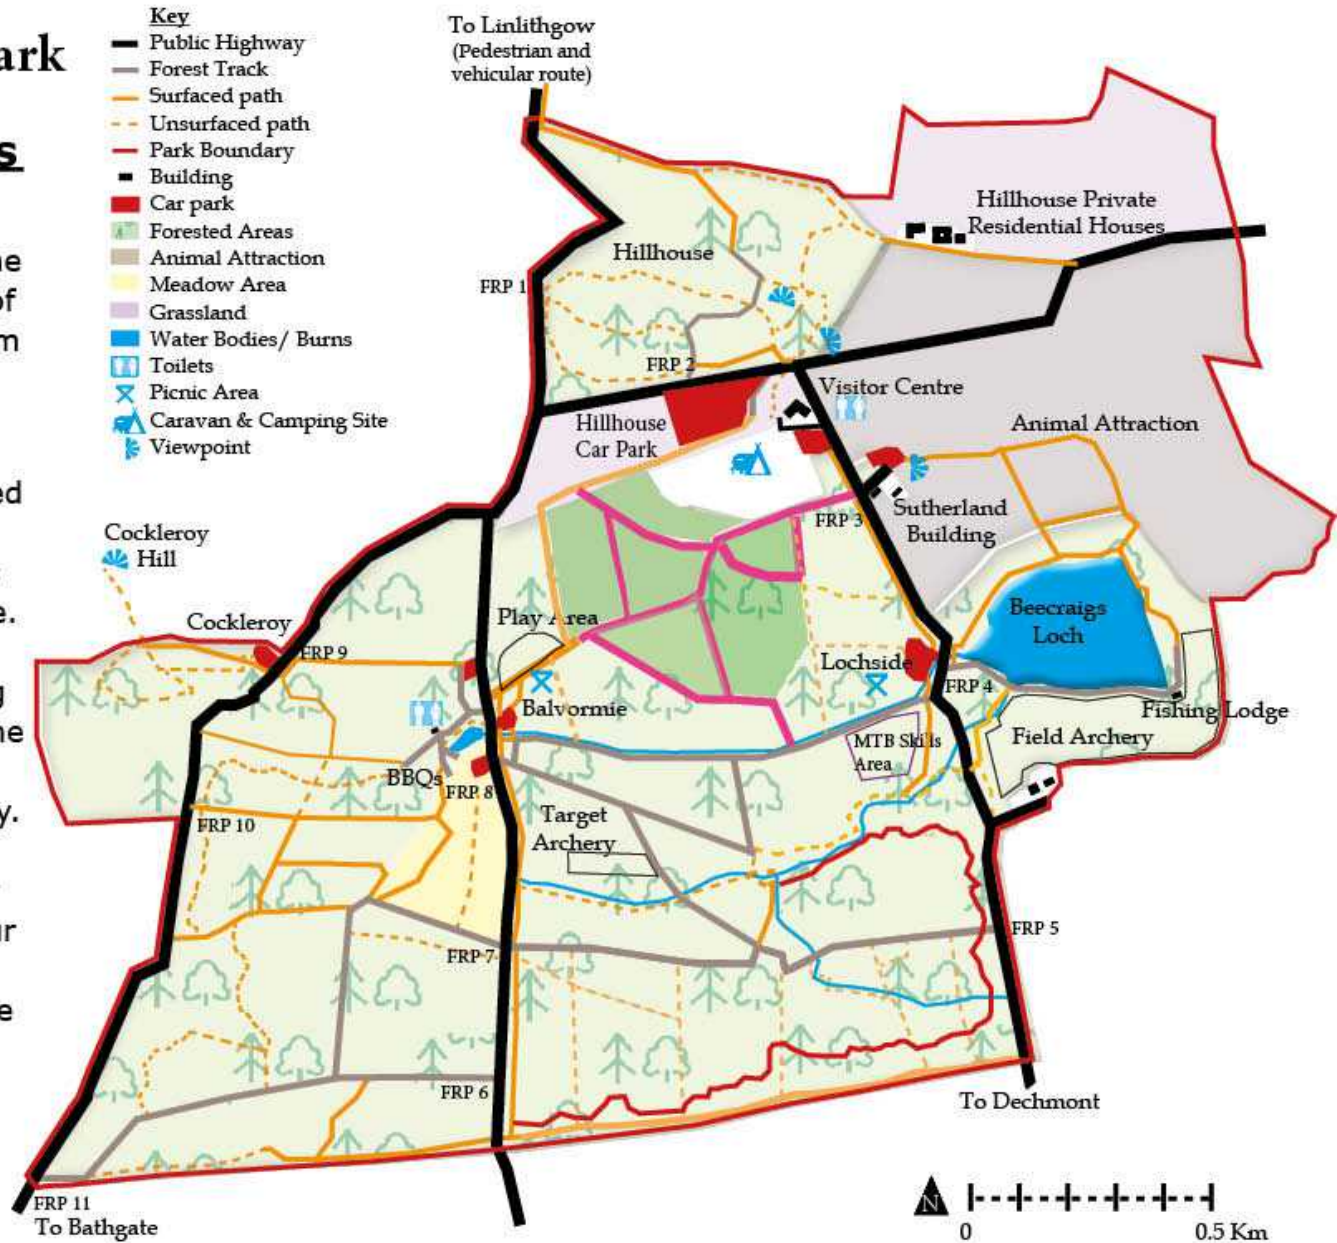 ark
s
ne
of
m
ed
e.
g
ne
y.
ur
e
Key
Public Highway
Forest Track
Surfaced path
Unsurfaced path
Park Boundary
Building
Car park
Forested Areas
Animal Attraction
Meadow Area
Grassland
Water Bodies/ Burns
Toilets
Picnic Area
Caravan & Camping Site
Viewpoint
To Linlithgow
(Pedestrian and
vehicular route)
Hillhouse Private
Residential Houses
Hillhouse
FRP 1
FRP 2
Visitor Centre
Hillhouse
Car Park
Animal Attraction
FRP 3
Sutherland
Building
Cockleroy
Hill
Cockleroy
FRP 9
Play Area
Beecraigs
Loch
Lochside
FRP 4
Balvormie
Fishing Lodge
MTB Skills
Area
Field Archery
BBQs
FRP 8
FRP 10
Target
Archery
FRP 5
FRP 7
FRP 6
To Dechmont
FRP 11
To Bathgate
N
0
0.5 Km